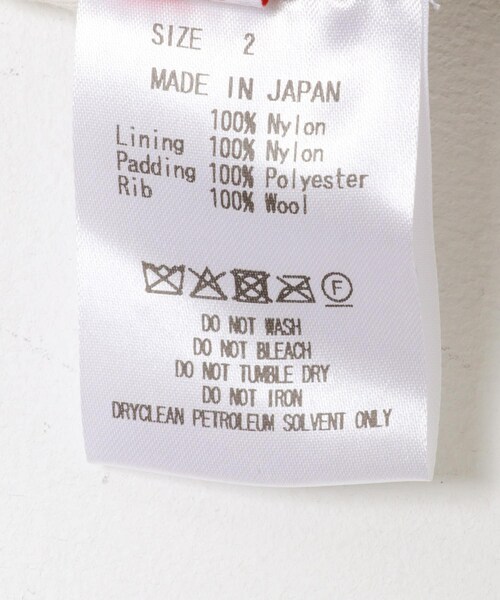 SIZE 2
MADE IN JAPAN
100% Nylon
Lining 100% Nylon
Padding 100% Polyester
Rib 100% Wool
F
DO NOT WASH
DO NOT BLEACH
DO NOT TUMBLE DRY
DO NOT IRON
DRYCLEAN PETROLEUM SOLVENT ONLY